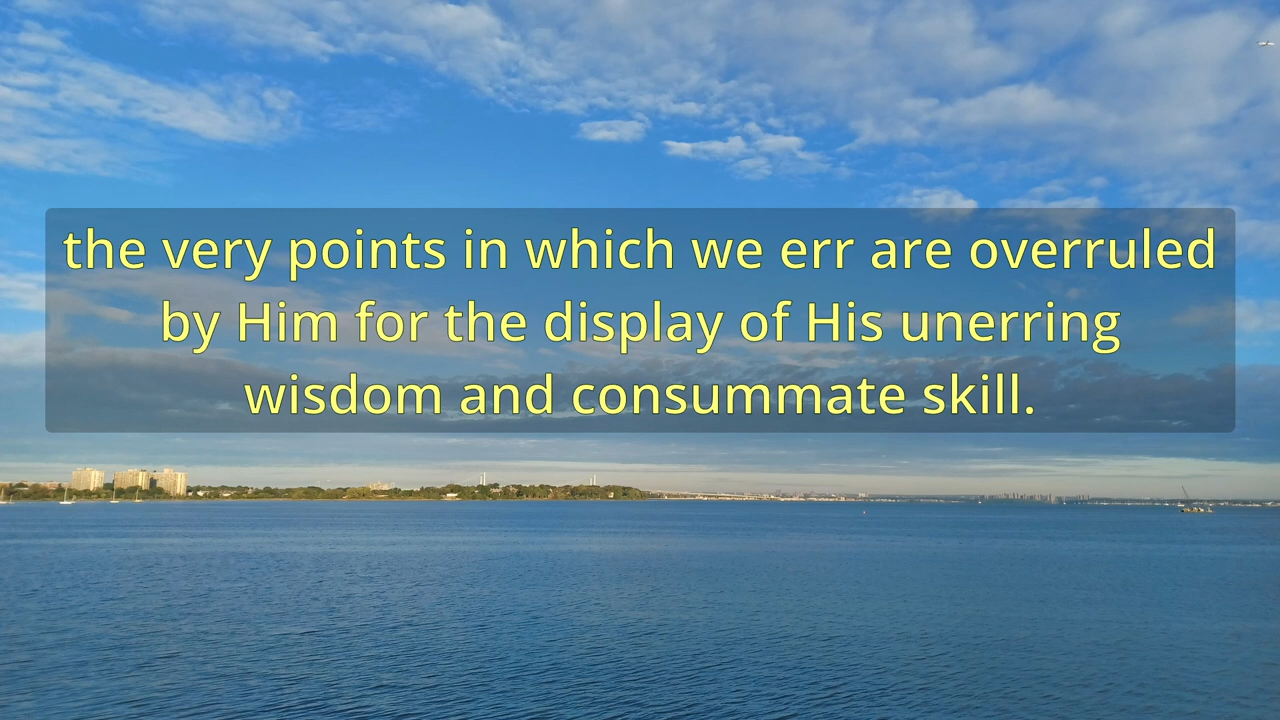 the very points in which we err are overruled
by Him for the display of His unerring
wisdom and consummate skill.